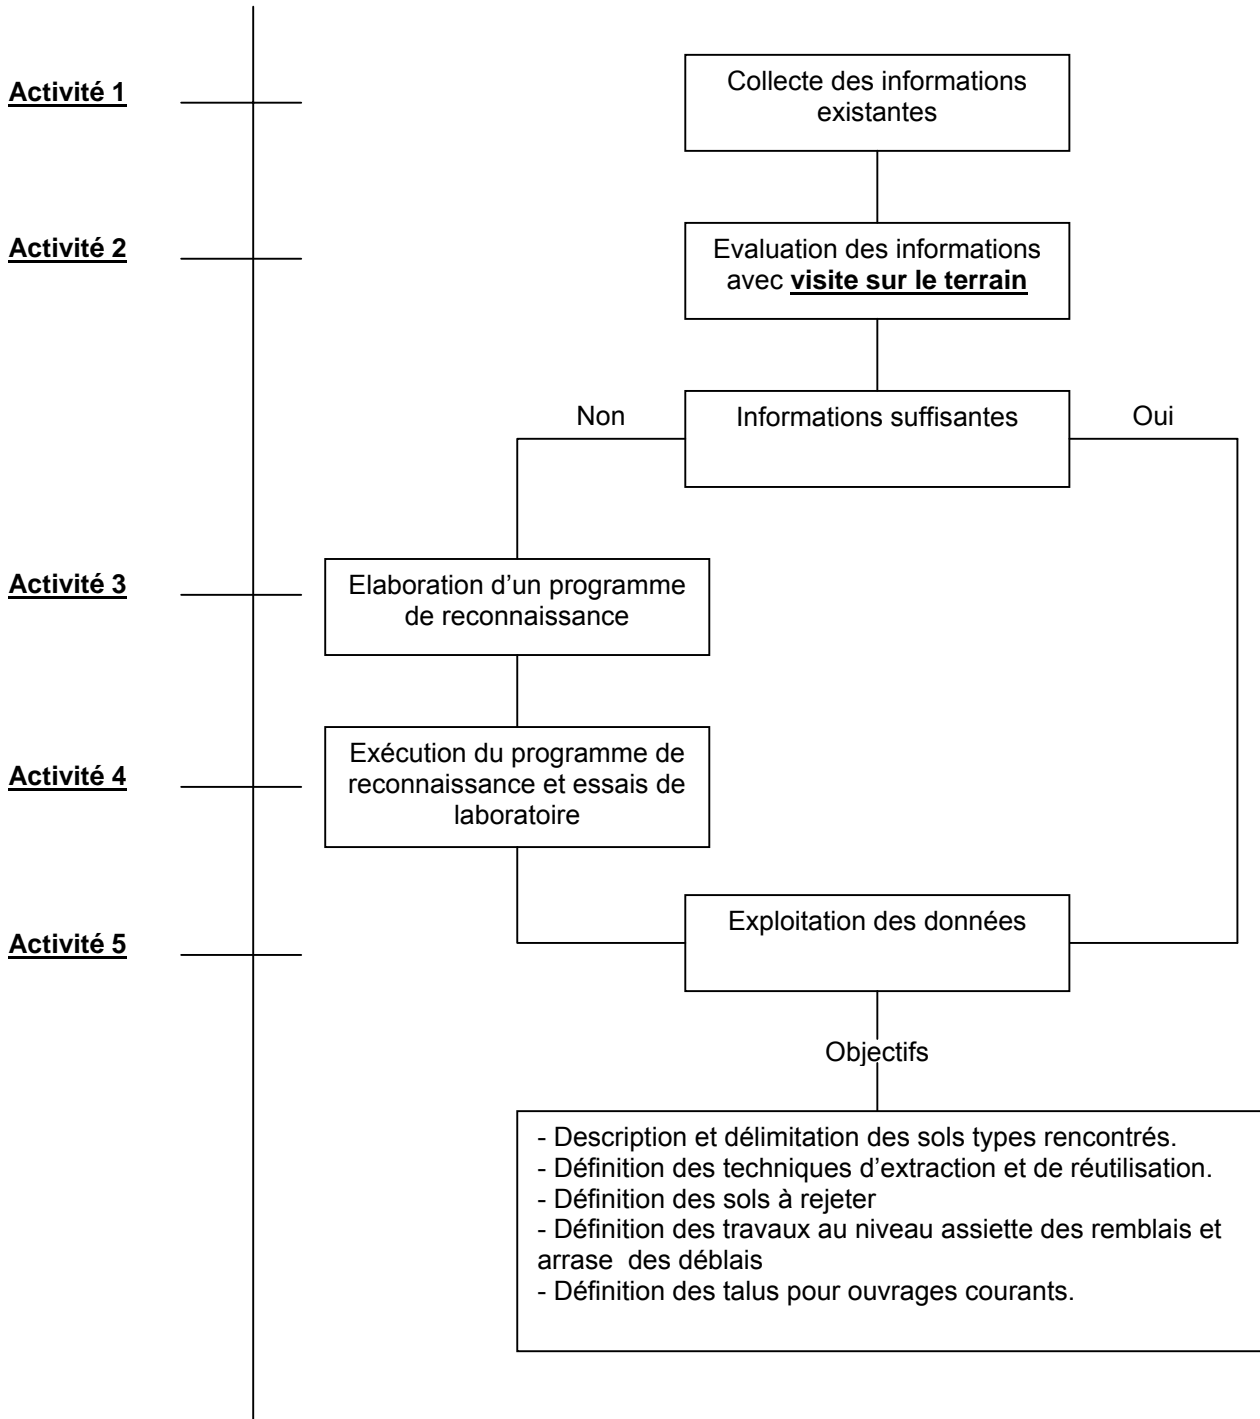 Activité 1
Collecte des informations
existantes
Activité 2
Evaluation des informations
avec visite sur le terrain
Non
Informations suffisantes
Oui
Activité 3
Elaboration d'un programme
de reconnaissance
Activité 4
Exécution du programme de
reconnaissance et essais de
laboratoire
Activité 5
Exploitation des données
Objectifs
- Description et délimitation des sols types rencontrés.
- Définition des techniques d'extraction et de réutilisation.
- Définition des sols à rejeter
- Définition des travaux au niveau assiette des remblais et
arrase  des déblais
- Définition des talus pour ouvrages courants.